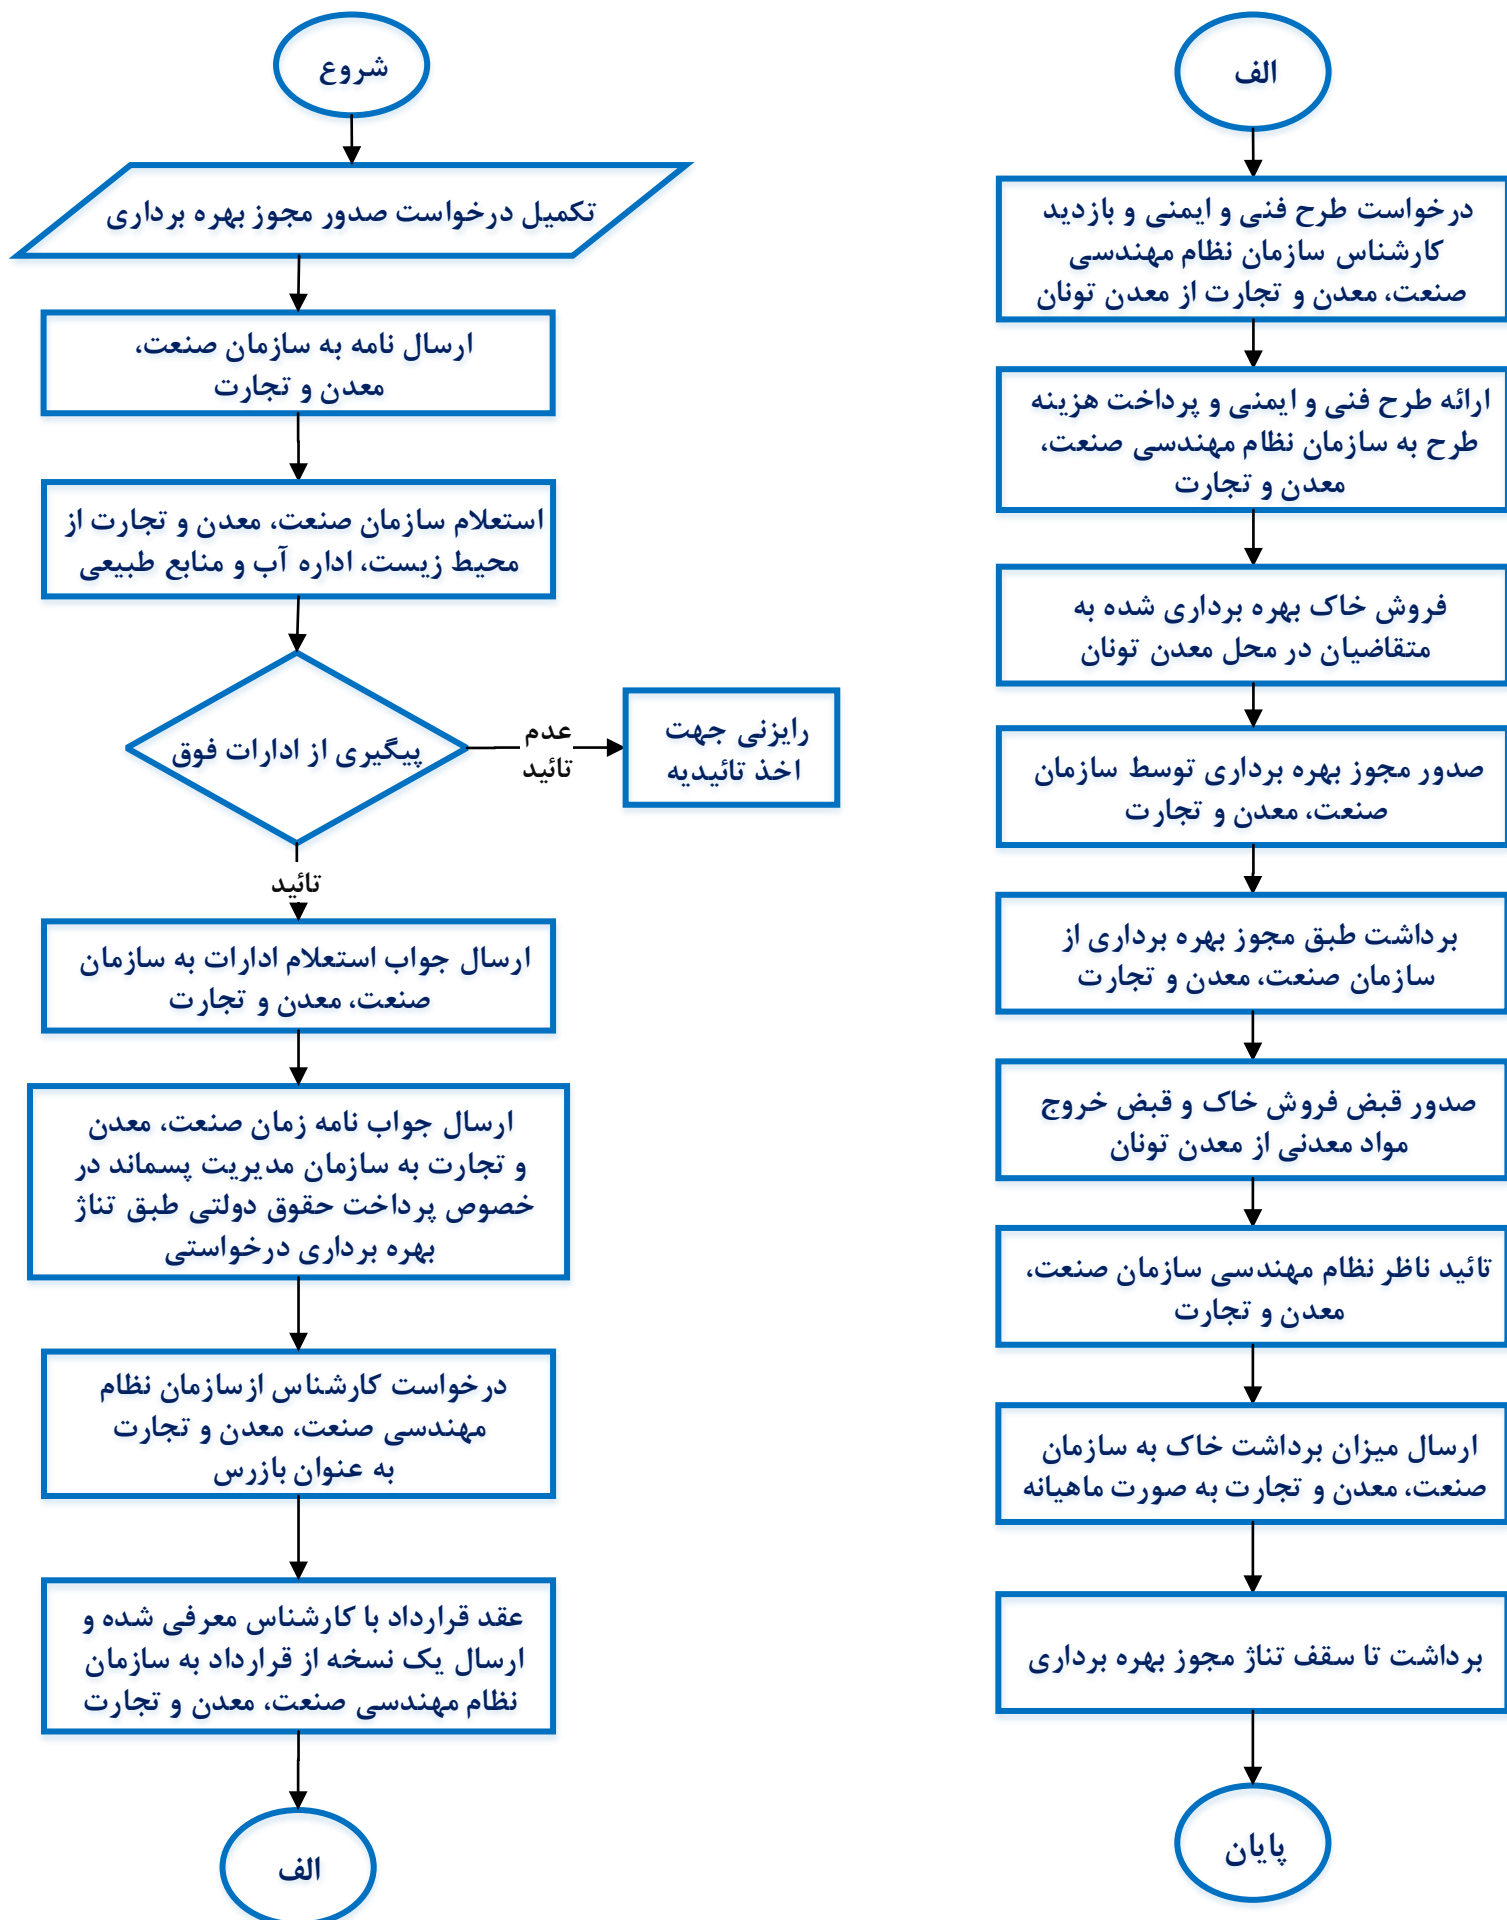 شروع
تکمیل درخواست صدور مجوز بهره برداری
ارسال نامه به سازمان صنعت،
معدن و تجارت
استعلام سازمان صنعت، معدن و تجارت از
محیط زیست، اداره آب و منابع طبیعی
پیگیری از ادارات فوق
عدم
تائید
رایزنی جهت
اخذ تائیدیه
تائید
ارسال جواب استعلام ادارات به سازمان
صنعت، معدن و تجارت
ارسال جواب نامه زمان صنعت، معدن
و تجارت به سازمان مدیریت پسماند در
خصوص پرداخت حقوق دولتی طبق تناژ
بهره برداری درخواستی
درخواست کارشناس ازسازمان نظام
مهندسی صنعت، معدن و تجارت
به عنوان بازرس
عقد قرارداد با کارشناس معرفی شده و
ارسال یک نسخه از قرارداد به سازمان
نظام مهندسی صنعت، معدن و تجارت
الف
الف
درخواست طرح فنی و ایمنی و بازدید
کارشناس سازمان نظام مهندسی
صنعت، معدن و تجارت از معدن تونان
ارائه طرح فنی و ایمنی و پرداخت هزینه
طرح به سازمان نظام مهندسی صنعت،
معدن و تجارت
فروش خاک بهره برداری شده به
متقاضیان در محل معدن تونان
صدور مجوز بهره برداری توسط سازمان
صنعت، معدن و تجارت
برداشت طبق مجوز بهره برداری از
سازمان صنعت، معدن و تجارت
صدور قبض فروش خاک و قبض خروج
مواد معدنی از معدن تونان
تائید ناظر نظام مهندسی سازمان صنعت،
معدن و تجارت
ارسال میزان برداشت خاک به سازمان
صنعت، معدن و تجارت به صورت ماهیانه
برداشت تا سقف تناژ مجوز بهره برداری
پایان